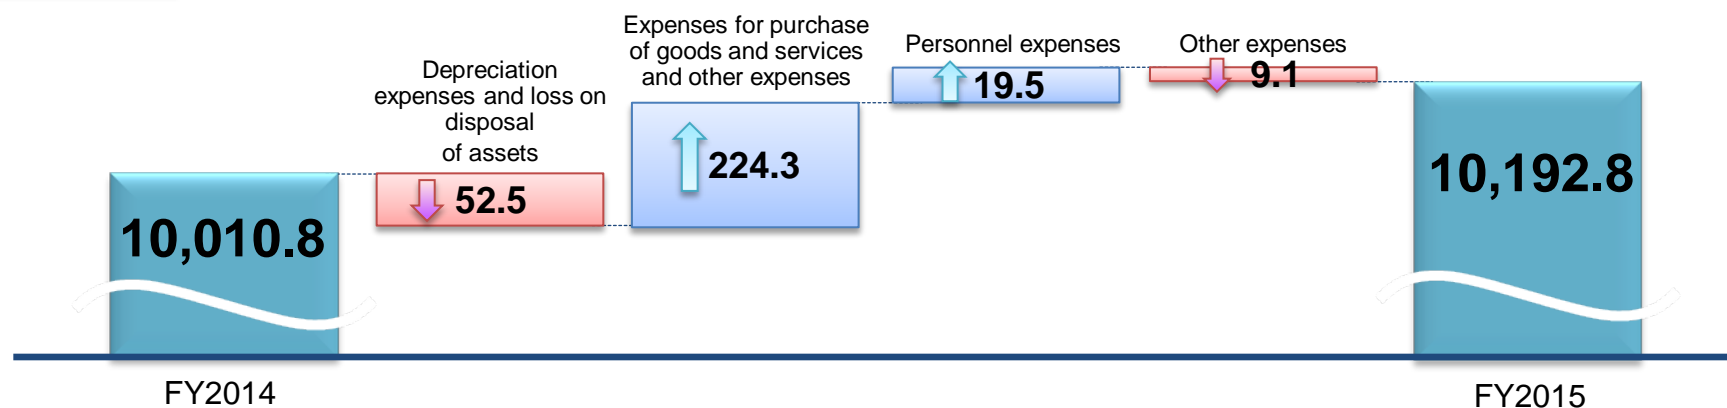 Depreciation
expenses and loss on
disposal
of assets
Expenses for purchase
of goods and services
and other expenses
Personnel expenses
Other expenses
10,010.8
52.5
224.3
19.5
9.1
10,192.8
FY2014
FY2015